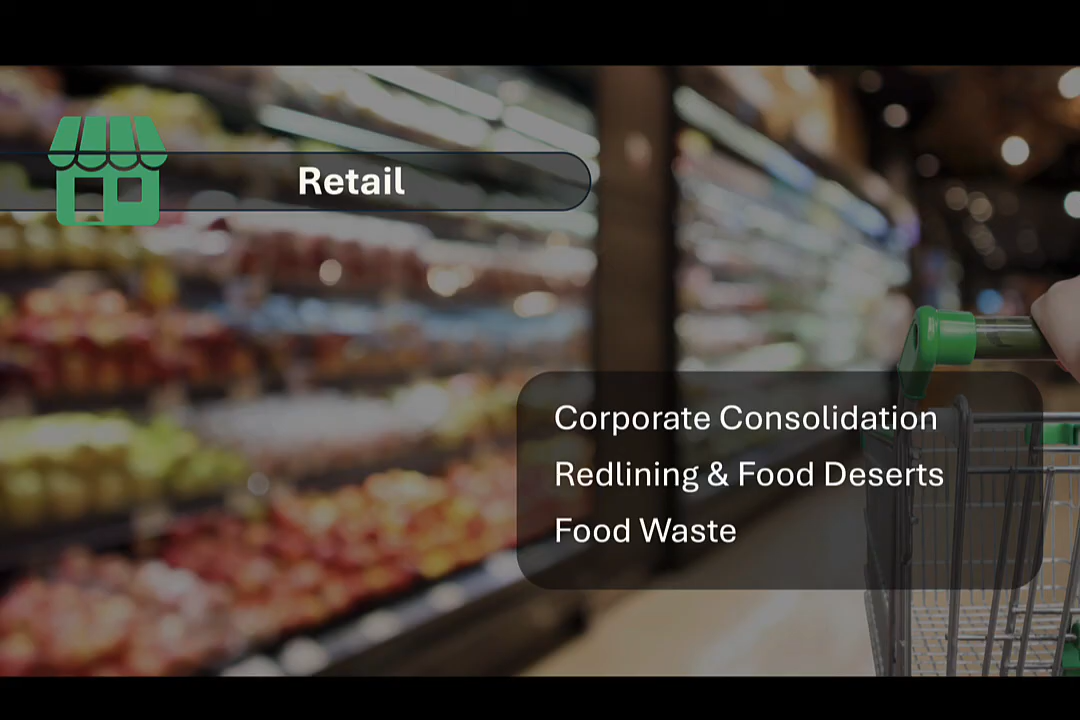 Retail
Corporate Consolidation
Redlining & Food Deserts
Food Waste